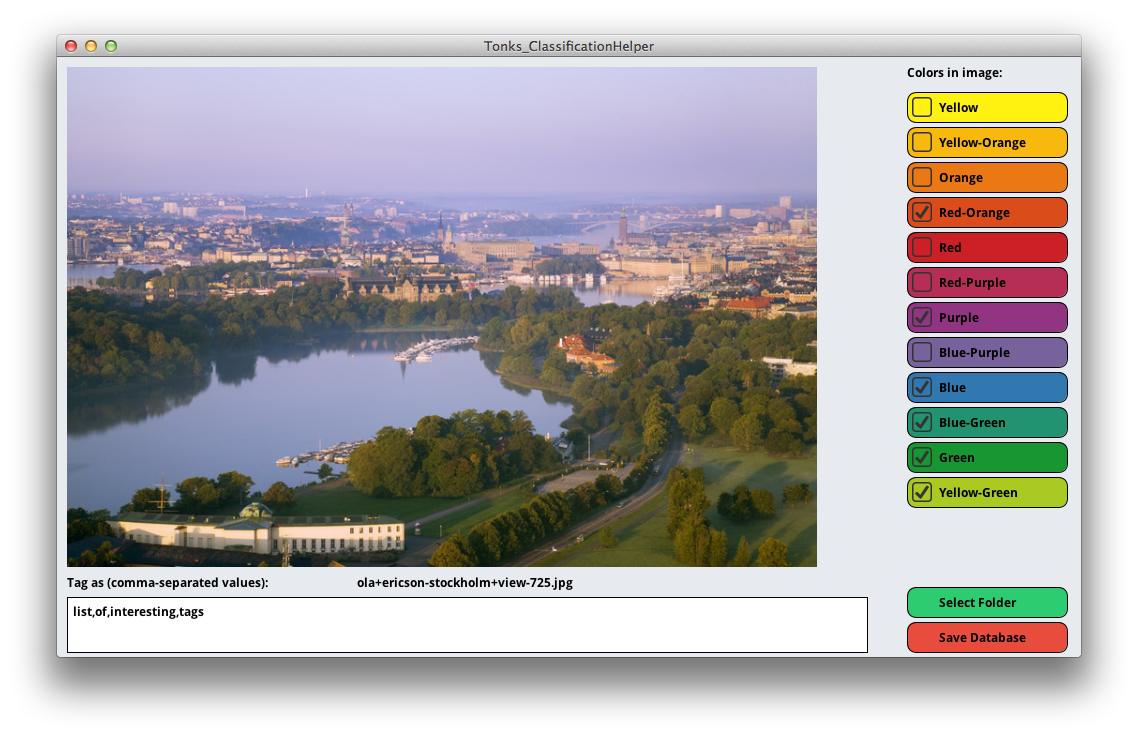 Tonks_ClassificationHelper
Colors in image:
Yellow
Yellow-Orange
Orange
Red-Orange
Red
Red-Purple
Purple
Blue-Purple
Blue
Blue-Green
Green
Yellow-Green
Tag as (comma-separated values):
ola+ericson-stockholm+view-725.jpg
list,of,interesting,tags
Select Folder
Save Database